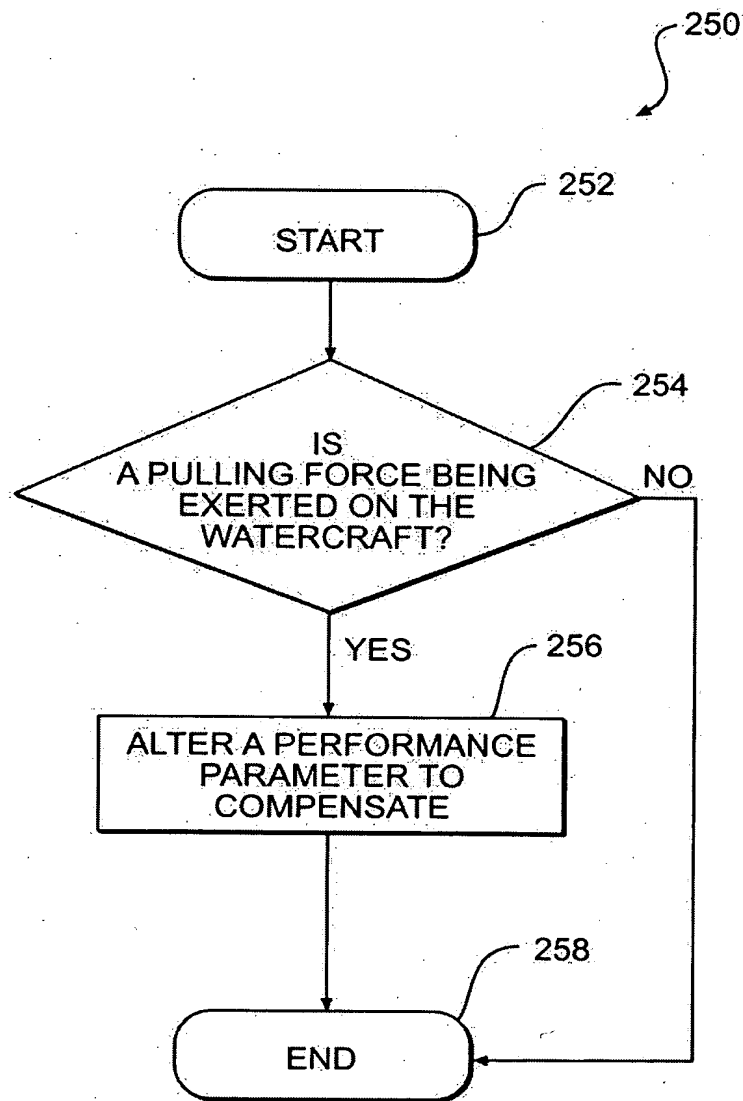 250
252
START
254
IS
A PULLING FORCE BEING
EXERTED ON THE
WATERCRAFT?
NO
YES
256
ALTER A PERFORMANCE
PARAMETER TO
COMPENSATE
258
END